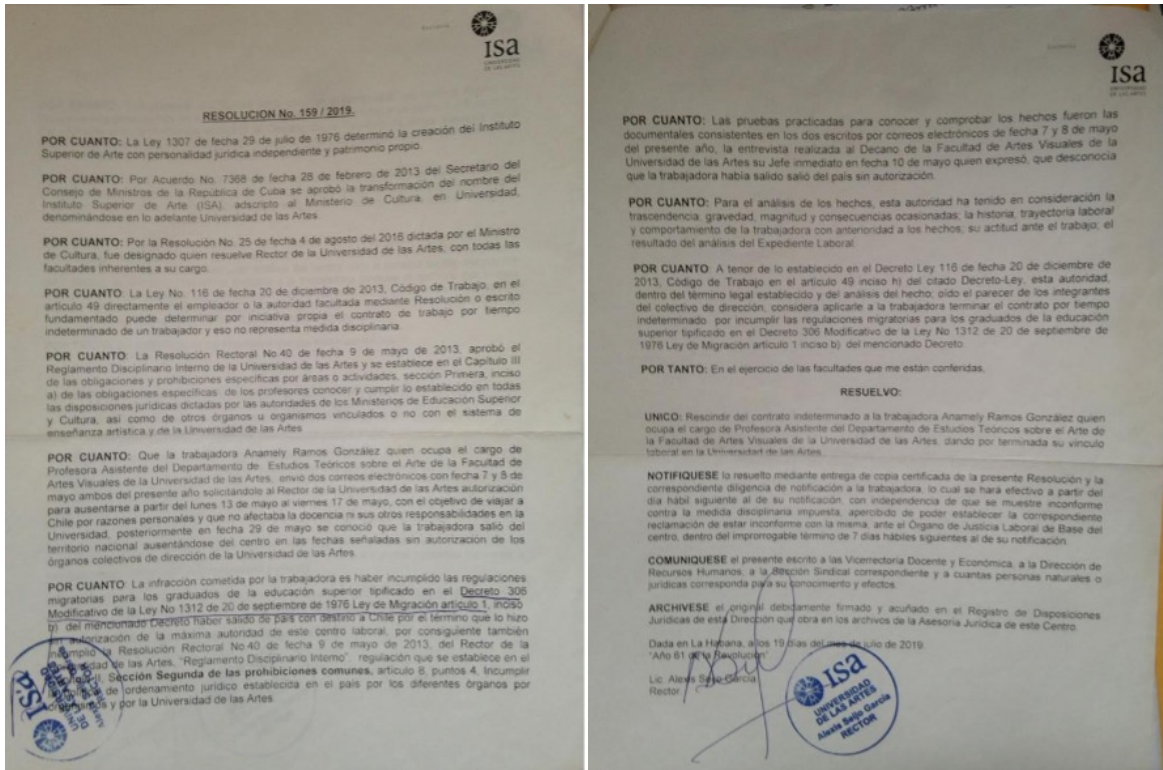 isa
UNIVERSIDAD
DE LAS ARTES
RESOLUCION No. 159 / 2019.
POR CUANTO: La Ley 1307 de fecha 29 de julio de 1976 determinó la creación del Instituto
Superior de Arte con personalidad jurídica independiente y patrimonio propio.
POR CUANTO: Por Acuerdo No. 7368 de fecha 28 de febrero de 2013 del Secretario del
Consejo de Ministros de la República de Cuba se aprobó la transformación del nombre del
Instituto Superior de Arte (ISA), adscripto al Ministerio de Cultura, en Universidad,
denominándose en lo adelante Universidad de las Artes.
POR CUANTO: Por la Resolución No. 25 de fecha 4 de agosto del 2016 dictada por el Ministro
de Cultura, fue designado quien resuelve Rector de la Universidad de las Artes, con todas las
facultades inherentes a su cargo.
POR CUANTO: La Ley No. 116 de fecha 20 de diciembre de 2013, Código de Trabajo, en el
artículo 49 directamente el empleador o la autoridad facultada mediante Resolución o escrito
fundamentado puede determinar por iniciativa propia el contrato de trabajo por tiempo
indeterminado de un trabajador y eso no representa medida disciplinaria.
POR CUANTO: La Resolución Rectoral No.40 de fecha 9 de mayo de 2013, aprobó el
Reglamento Disciplinario Interno de la Universidad de las Artes y se establece en el Capítulo III
de las obligaciones y prohibiciones específicas por áreas o actividades, sección Primera, inciso
a) de las obligaciones específicas: de los profesores conocer y cumplir lo establecido en todas
las disposiciones jurídicas dictadas por las autoridades de los Ministerios de Educación Superior
y Cultura, así como de otros órganos u organismos vinculados o no con el sistema de
enseñanza artística y de la Universidad de las Artes
POR CUANTO: Que la trabajadora Anamely Ramos González quien ocupa el cargo de
Profesora Asistente del Departamento de Estudios Teóricos sobre el Arte de la Facultad de
Artes Visuales de la Universidad de las Artes, envió dos correos electrónicos con fecha 7 y 8 de
mayo ambos del presente año solicitándole al Rector de la Universidad de las Artes autorización
para ausentarse a partir del lunes 13 de mayo al viernes 17 de mayo, con el objetivo de viajar a
Chile por razones personales y que no afectaba la docencia ni sus otros responsabilidades en la
Universidad, posteriormente en fecha 29 de mayo se conoció que la trabajadora salió del
territorio nacional ausentándose del centro en las fechas señaladas sin autorización de los
órganos colectivos de dirección de la Universidad de las Artes.
POR CUANTO: La infracción cometida por la trabajadora es haber incumplido las regulaciones
migratorias para los graduados de la educación superior tipificado en el Decreto 306
Modificativo de la Ley No 1312 de 20 de septiembre de 1976 Ley de Migración artículo 1, inciso
b) del mencionado Decreto haber salido de país con destino a Chile por el término que lo hizo
autorización de la máxima autoridad de este centro laboral, por consiguiente también
la Resolución Rectoral No.40 de fecha 9 de mayo de 2013, del Rector de la
de las Artes, "Reglamento Disciplinario Interno", regulación que se establece en el
II, Sección Segunda de las prohibiciones comunes, artículo 8, puntos 4, Incumplir
de ordenamiento jurídico establecida en el país por los diferentes órganos por
y por la Universidad de las Artes.
isa
isa
UNIVERSIDAD
DE LAS ARTES
POR CUANTO: Las pruebas practicadas para conocer y comprobar los hechos fueron las
documentales consistentes en los dos escritos por correos electrónicos de fecha 7 y 8 de mayo
del presente año, la entrevista realizada al Decano de la Facultad de Artes Visuales de la
Universidad de las Artes su Jefe inmediato en fecha 10 de mayo quien expresó, que desconocía
que la trabajadora había salido salió del país sin autorización.
POR CUANTO: Para el análisis de los hechos, esta autoridad ha tenido en consideración la
trascendencia, gravedad, magnitud y consecuencias ocasionadas; la historia, trayectoria laboral
y comportamiento de la trabajadora con anterioridad a los hechos; su actitud ante el trabajo; el
resultado del análisis del Expediente Laboral.
POR CUANTO: A tenor de lo establecido en el Decreto Ley 116 de fecha 20 de diciembre de
2013, Código de Trabajo en el artículo 49 inciso h) del citado Decreto-Ley, esta autoridad,
dentro del término legal establecido y del análisis del hecho, oído el parecer de los integrantes
del colectivo de dirección, considera aplicarle a la trabajadora terminar el contrato por tiempo
indeterminado por incumplir las regulaciones migratorias para los graduados de la educación
superior tipificado en el Decreto 306 Modificativo de la Ley No 1312 de 20 de septiembre de
1976 Ley de Migración artículo 1 inciso b) del mencionado Decreto.
POR TANTO: En el ejercicio de las facultades que me están conferidas,
RESUELVO:
UNICO: Rescindir del contrato indeterminado a la trabajadora Anamely Ramos González quien
ocupa el cargo de Profesora Asistente del Departamento de Estudios Teóricos sobre el Arte de
la Facultad de Artes Visuales de la Universidad de las Artes, dando por terminada su vínculo
laboral en la Universidad de las Artes.
NOTIFIQUESE lo resuelto mediante entrega de copia certificada de la presente Resolución y la
correspondiente diligencia de notificación a la trabajadora, lo cual se hará efectivo a partir del
día hábil siguiente al de su notificación, con independencia de que se muestre inconforme
contra la medida disciplinaria impuesta, apercibido de poder establecer la correspondiente
reclamación de estar inconforme con la misma, ante el Órgano de Justicia Laboral de Base del
centro, dentro del improrrogable término de 7 días hábiles siguientes al de su notificación.
COMUNIQUESE el presente escrito a las Vicerrectoría Docente y Económica, a la Dirección de
Recursos Humanos, a la Sección Sindical correspondiente y a cuantas personas naturales o
jurídicas corresponda para su conocimiento y efectos.
ARCHIVESE el original debidamente firmado y acuñado en el Registro de Disposiciones
Jurídicas de esta Dirección que obra en los archivos de la Asesoría Jurídica de este Centro.
Dada en La Habana, a los 19 días del mes de julio de 2019.
"Año 61 de la Revolución"
Lic. Alexis Seijo García
Rector
isa
UNIVERSIDAD
DE LAS ARTES
Alexis Seijo García
RECTOR